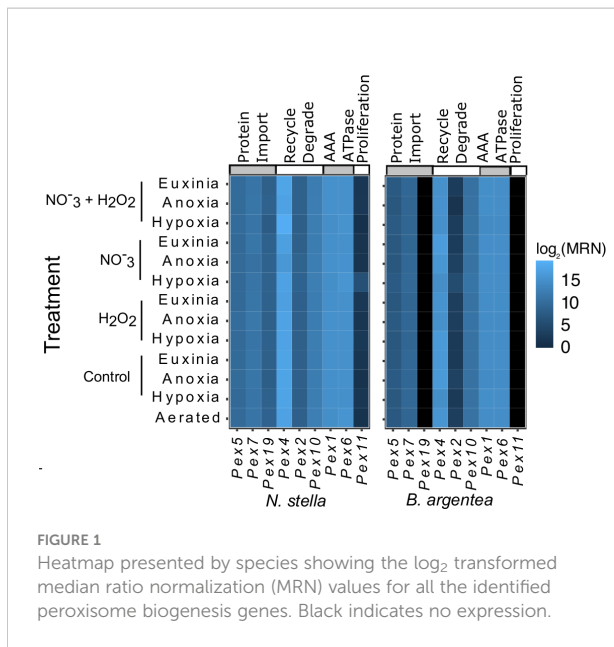 Protein
Import
Recycle
Degrade
AAA
ATPase
Proliferation
Protein
Import
Recycle
Degrade
AAA
ATPase
Proliferation
Treatment
NO⁻3 + H2O2
Euxinia
Anoxia
Hypoxia
NO⁻3
Euxinia
Anoxia
Hypoxia
H2O2
Euxinia
Anoxia
Hypoxia
Control
Euxinia
Anoxia
Hypoxia
Aerated
log₂(MRN)
15
10
5
0
Pex5
Pex7
Pex19
Pex4
Pex2
Pex10
Pex1
Pex6
Pex11
Pex5
Pex7
Pex19
Pex4
Pex2
Pex10
Pex1
Pex6
Pex11
N. stella
B. argentea
FIGURE 1
Heatmap presented by species showing the log₂ transformed
median ratio normalization (MRN) values for all the identified
peroxisome biogenesis genes. Black indicates no expression.